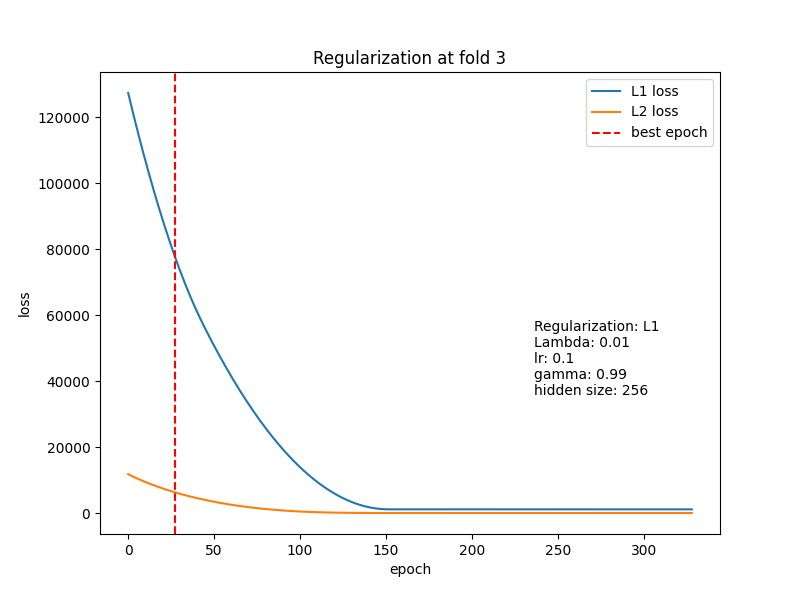 Regularization at fold 3
L1 loss
L2 loss
best epoch
120000
100000
80000
60000
40000
20000
0
loss
Regularization: L1
Lambda: 0.01
lr: 0.1
gamma: 0.99
hidden size: 256
0 50 100 150 200 250 300
epoch